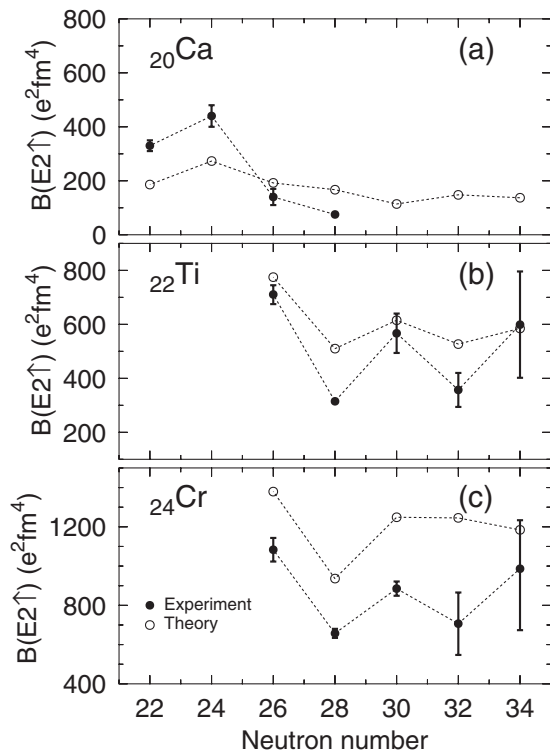 800
600
400
200
0
B(E2↑) (e²fm⁴)
₂₀Ca
(a)
800
600
400
200
B(E2↑) (e²fm⁴)
₂₂Ti
(b)
1200
800
400
B(E2↑) (e²fm⁴)
₂₄Cr
(c)
Experiment
Theory
22 24 26 28 30 32 34
Neutron number